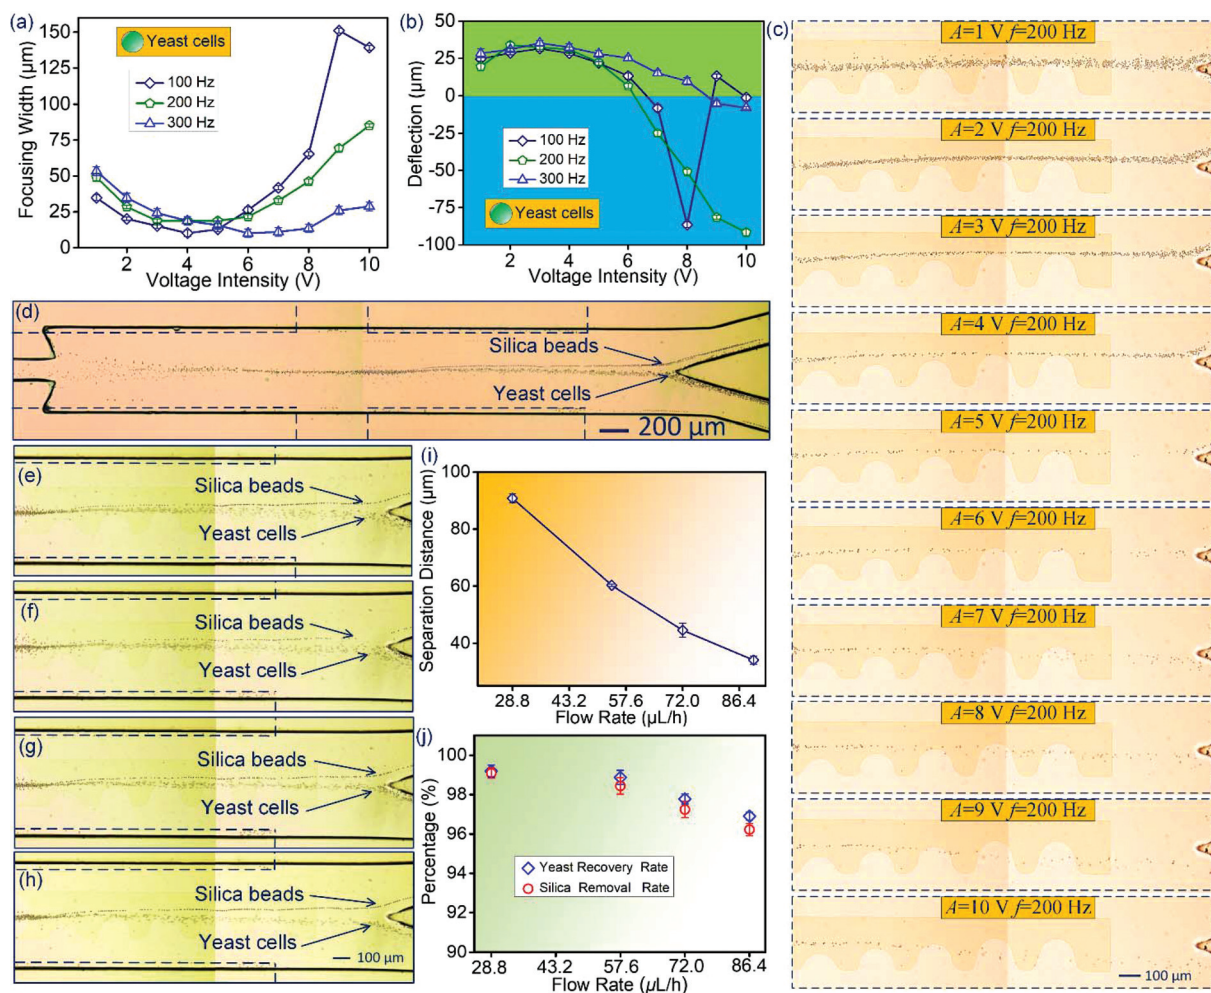 (a)
Yeast cells
100 Hz
200 Hz
300 Hz
Focusing Width (µm)
150
125
100
75
50
25
0
2
4
6
8
10
Voltage Intensity (V)
(b)
50
25
0
-25
-50
-75
-100
Deflection (µm)
100 Hz
200 Hz
300 Hz
Yeast cells
2
4
6
8
10
Voltage Intensity (V)
(c)
A=1 V f=200 Hz
A=2 V f=200 Hz
A=3 V f=200 Hz
A=4 V f=200 Hz
A=5 V f=200 Hz
A=6 V f=200 Hz
A=7 V f=200 Hz
A=8 V f=200 Hz
A=9 V f=200 Hz
A=10 V f=200 Hz
100 µm
(d)
Silica beads
Yeast cells
200 µm
(e)
Silica beads
Yeast cells
(f)
Silica beads
Yeast cells
(g)
Silica beads
Yeast cells
(h)
Silica beads
Yeast cells
100 µm
(i)
Separation Distance (µm)
100
80
60
40
28.8
43.2
57.6
72.0
86.4
Flow Rate (µL/h)
(j)
Percentage (%)
100
98
96
94
92
90
Yeast Recovery Rate
Silica Removal Rate
28.8
43.2
57.6
72.0
86.4
Flow Rate (µL/h)